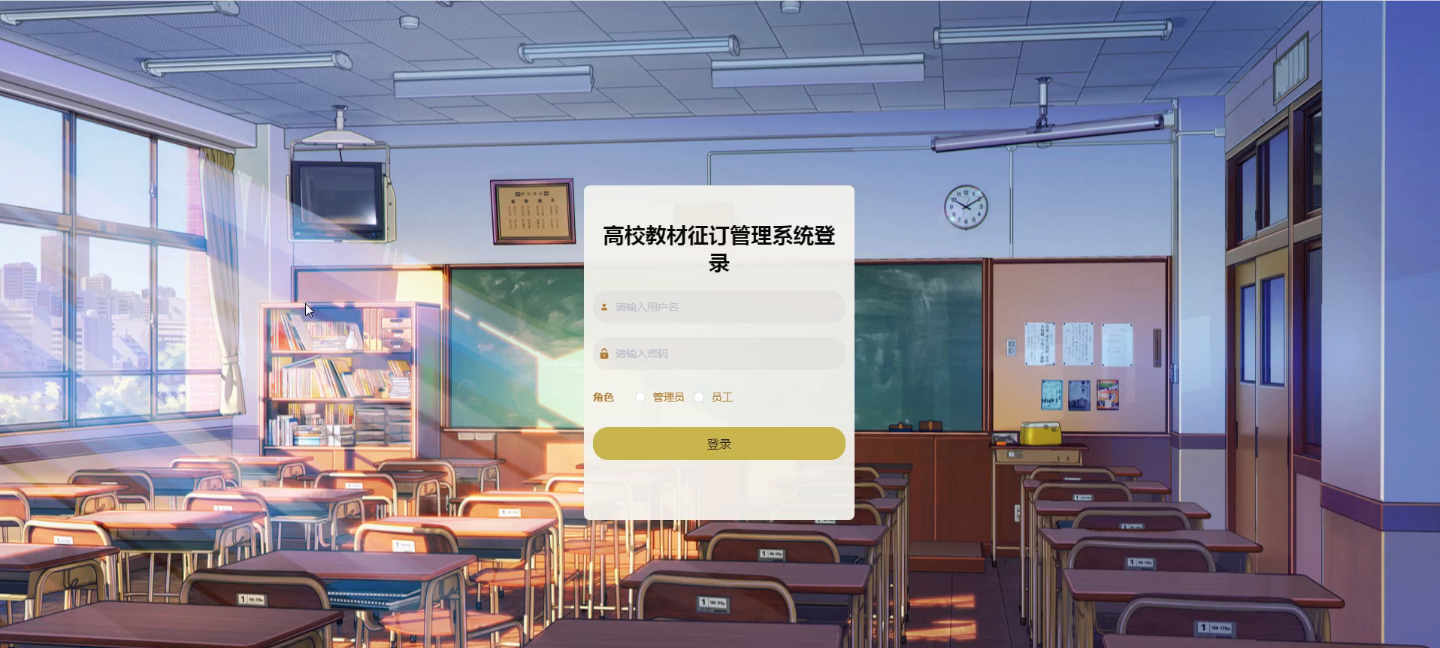 高校教材征订管理系统登
录
请输入用户名
请输入密码
角色 管理员 员工
登录